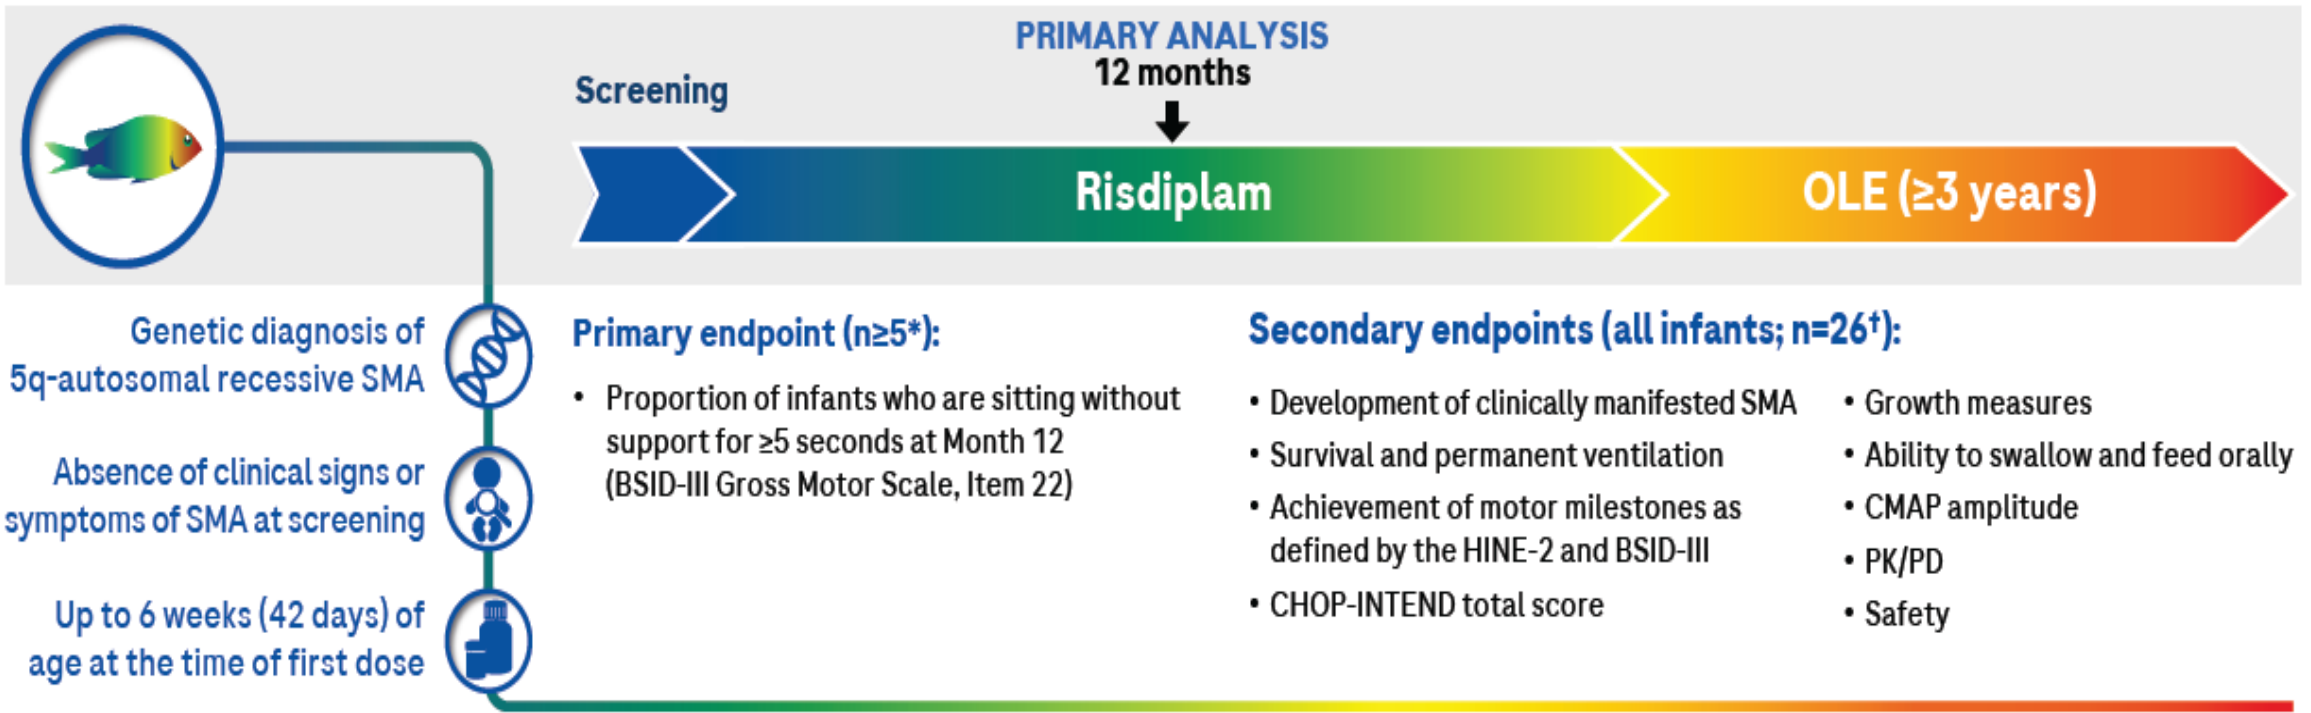 PRIMARY ANALYSIS
12 months
Screening
Risdiplam
OLE (≥3 years)
Genetic diagnosis of
5q-autosomal recessive SMA
Absence of clinical signs or
symptoms of SMA at screening
Up to 6 weeks (42 days) of
age at the time of first dose
Primary endpoint (n≥5*):
• Proportion of infants who are sitting without
support for ≥5 seconds at Month 12
(BSID-III Gross Motor Scale, Item 22)
Secondary endpoints (all infants; n=26†):
• Development of clinically manifested SMA
• Survival and permanent ventilation
• Achievement of motor milestones as
defined by the HINE-2 and BSID-III
• CHOP-INTEND total score
• Growth measures
• Ability to swallow and feed orally
• CMAP amplitude
• PK/PD
• Safety